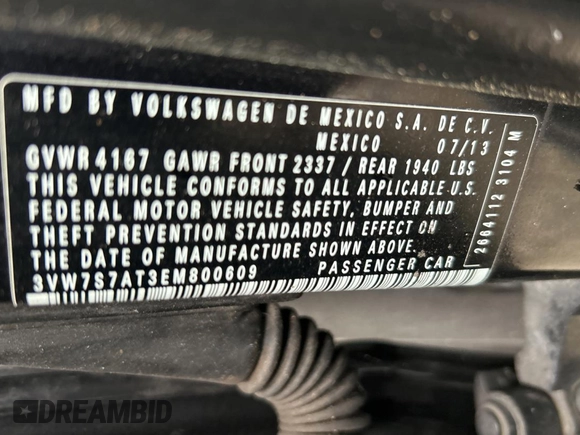 MFD BY VOLKSWAGEN DE MEXICO S.A. DE C.V.
MEXICO 07/13
GVWR 4167 GAWR FRONT 2337 / REAR 1940 LBS
THIS VEHICLE CONFORMS TO ALL APPLICABLE U.S.
FEDERAL MOTOR VEHICLE SAFETY, BUMPER AND
THEFT PREVENTION STANDARDS IN EFFECT ON
THE DATE OF MANUFACTURE SHOWN ABOVE.
3VW7S7AT3EM800609 PASSENGER CAR
2664112 3104 M
DREAMBID